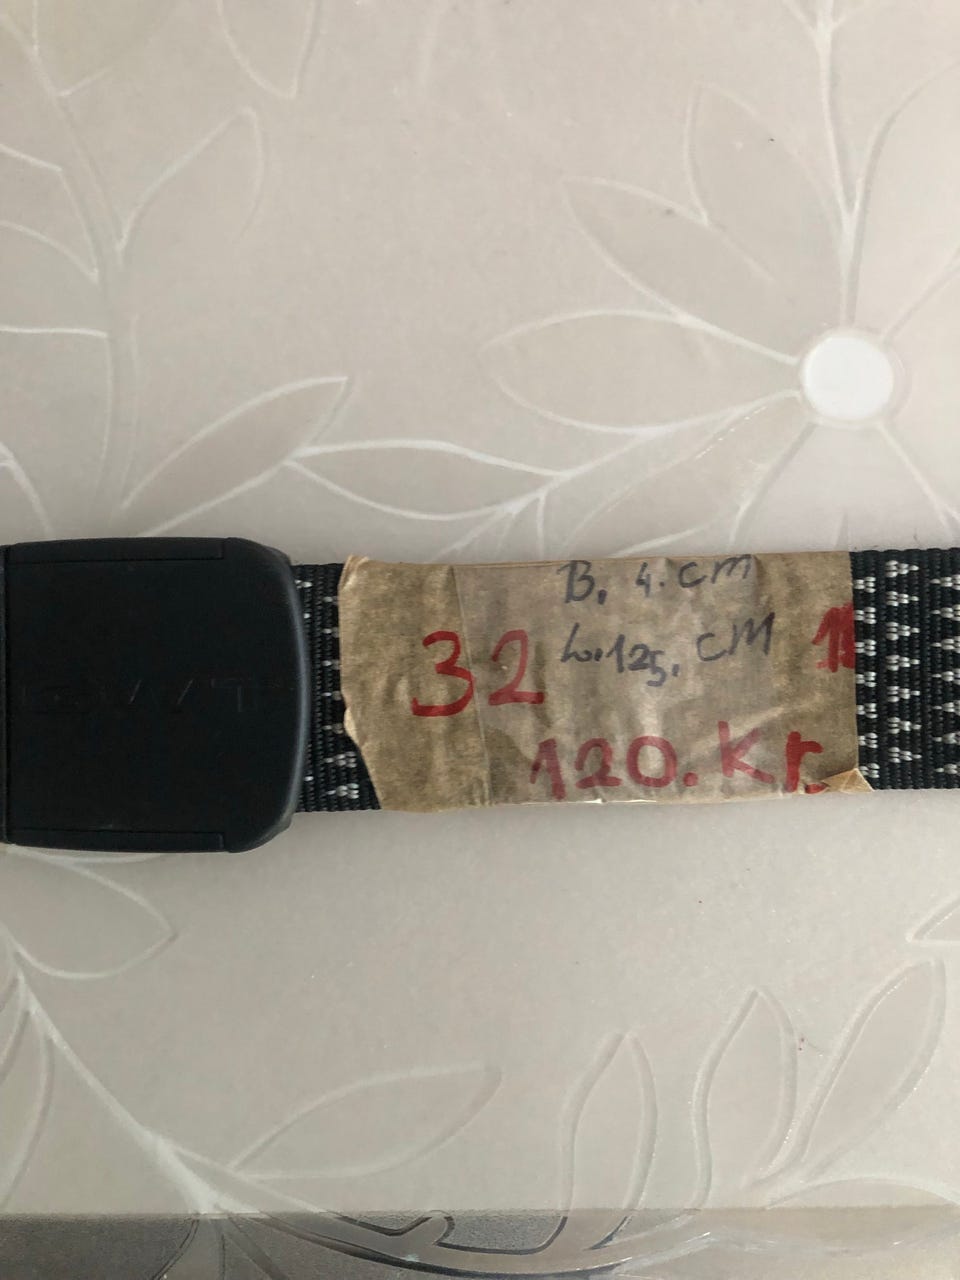 B. 4. cm
32 L. 125. CM
120. Kr.